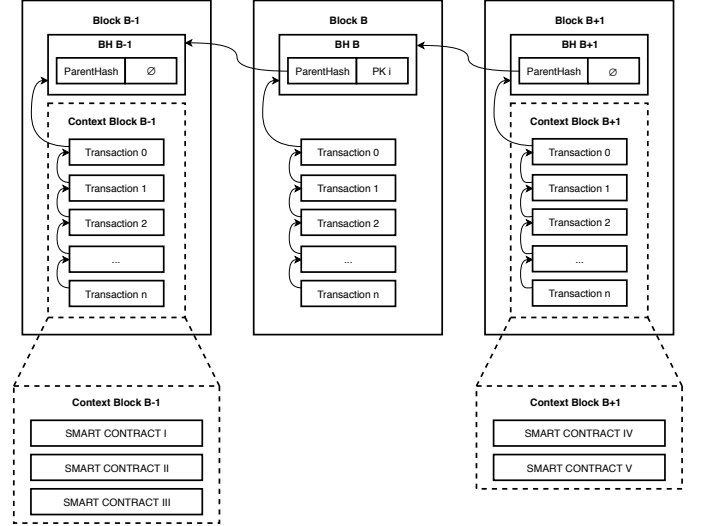 Block B-1
BH B-1
ParentHash
∅
Context Block B-1
Transaction 0
Transaction 1
Transaction 2
...
Transaction n
Context Block B-1
SMART CONTRACT I
SMART CONTRACT II
SMART CONTRACT III
Block B
BH B
ParentHash
PK i
Transaction 0
Transaction 1
Transaction 2
...
Transaction n
Block B+1
BH B+1
ParentHash
∅
Context Block B+1
Transaction 0
Transaction 1
Transaction 2
...
Transaction n
Context Block B+1
SMART CONTRACT IV
SMART CONTRACT V